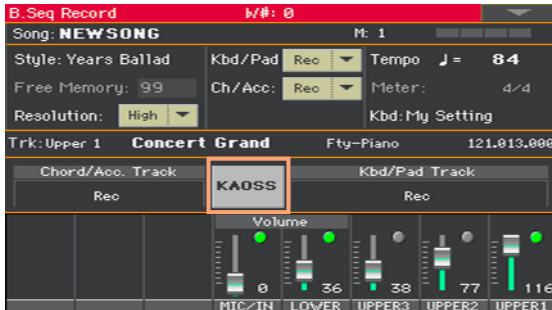 B.Seq Record b/#: 0
Song: NEWSONG M: 1
Style: Years Ballad Kbd/Pad Rec Tempo ♩= 84
Free Memory: 99 Ch/Acc: Rec Meter: 4/4
Resolution: High Kbd: My Setting
Trk: Upper 1 Concert Grand Fty-Piano 121.013.000
Chord/Acc. Track KAOSS Kbd/Pad Track
Rec Rec
Volume
0 36 38 77 116
MIC/IN LOWER UPPER3 UPPER2 UPPER1